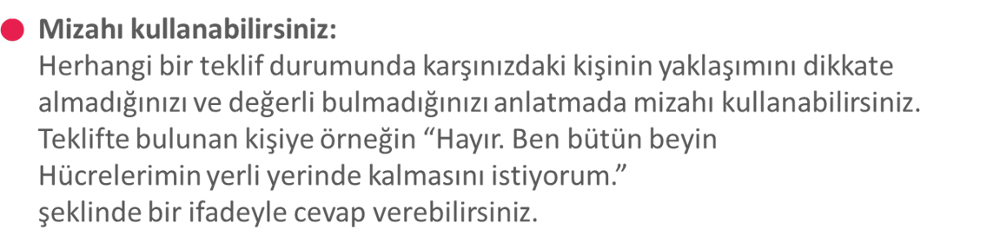 Mizahı kullanabilirsiniz:
Herhangi bir teklif durumunda karşınızdaki kişinin yaklaşımını dikkate
almadığınızı ve değerli bulmadığınızı anlatmada mizahı kullanabilirsiniz.
Teklifte bulunan kişiye örneğin “Hayır. Ben bütün beyin
Hücrelerimin yerli yerinde kalmasını istiyorum.”
şeklinde bir ifadeyle cevap verebilirsiniz.